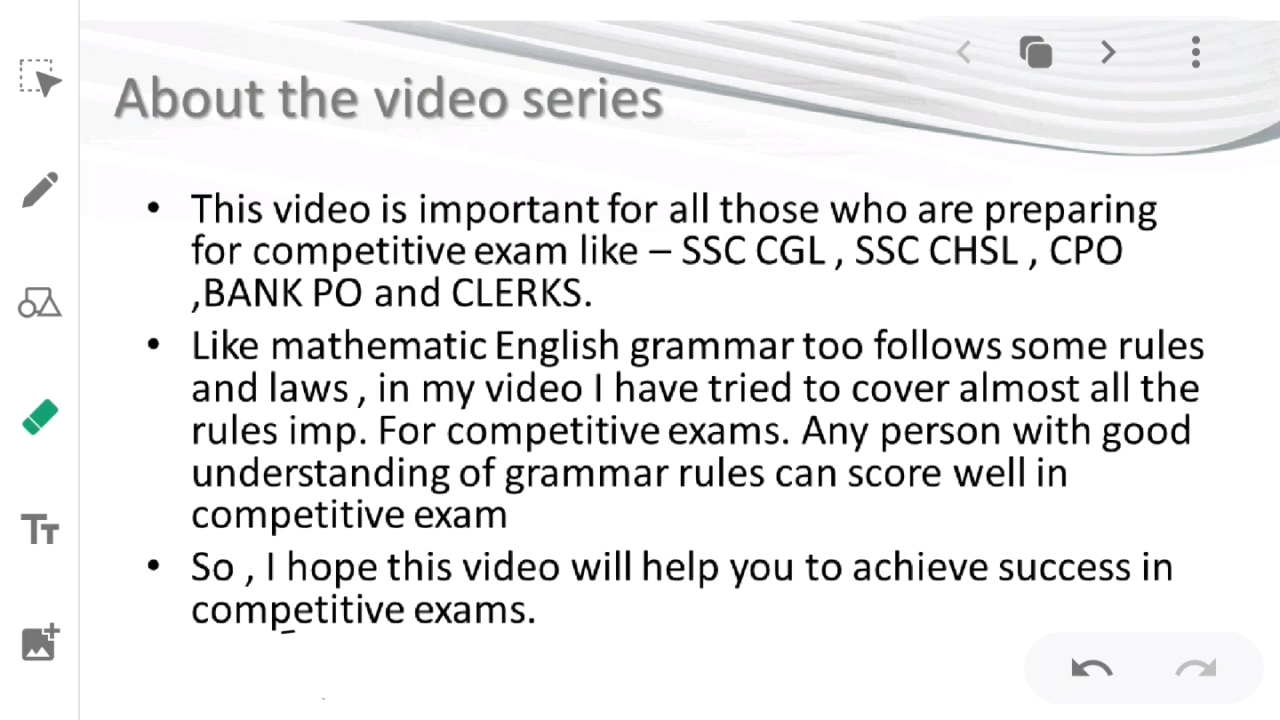 About the video series
• This video is important for all those who are preparing
for competitive exam like – SSC CGL , SSC CHSL , CPO
,BANK PO and CLERKS.
• Like mathematic English grammar too follows some rules
and laws , in my video I have tried to cover almost all the
rules imp. For competitive exams. Any person with good
understanding of grammar rules can score well in
competitive exam
• So , I hope this video will help you to achieve success in
competitive exams.